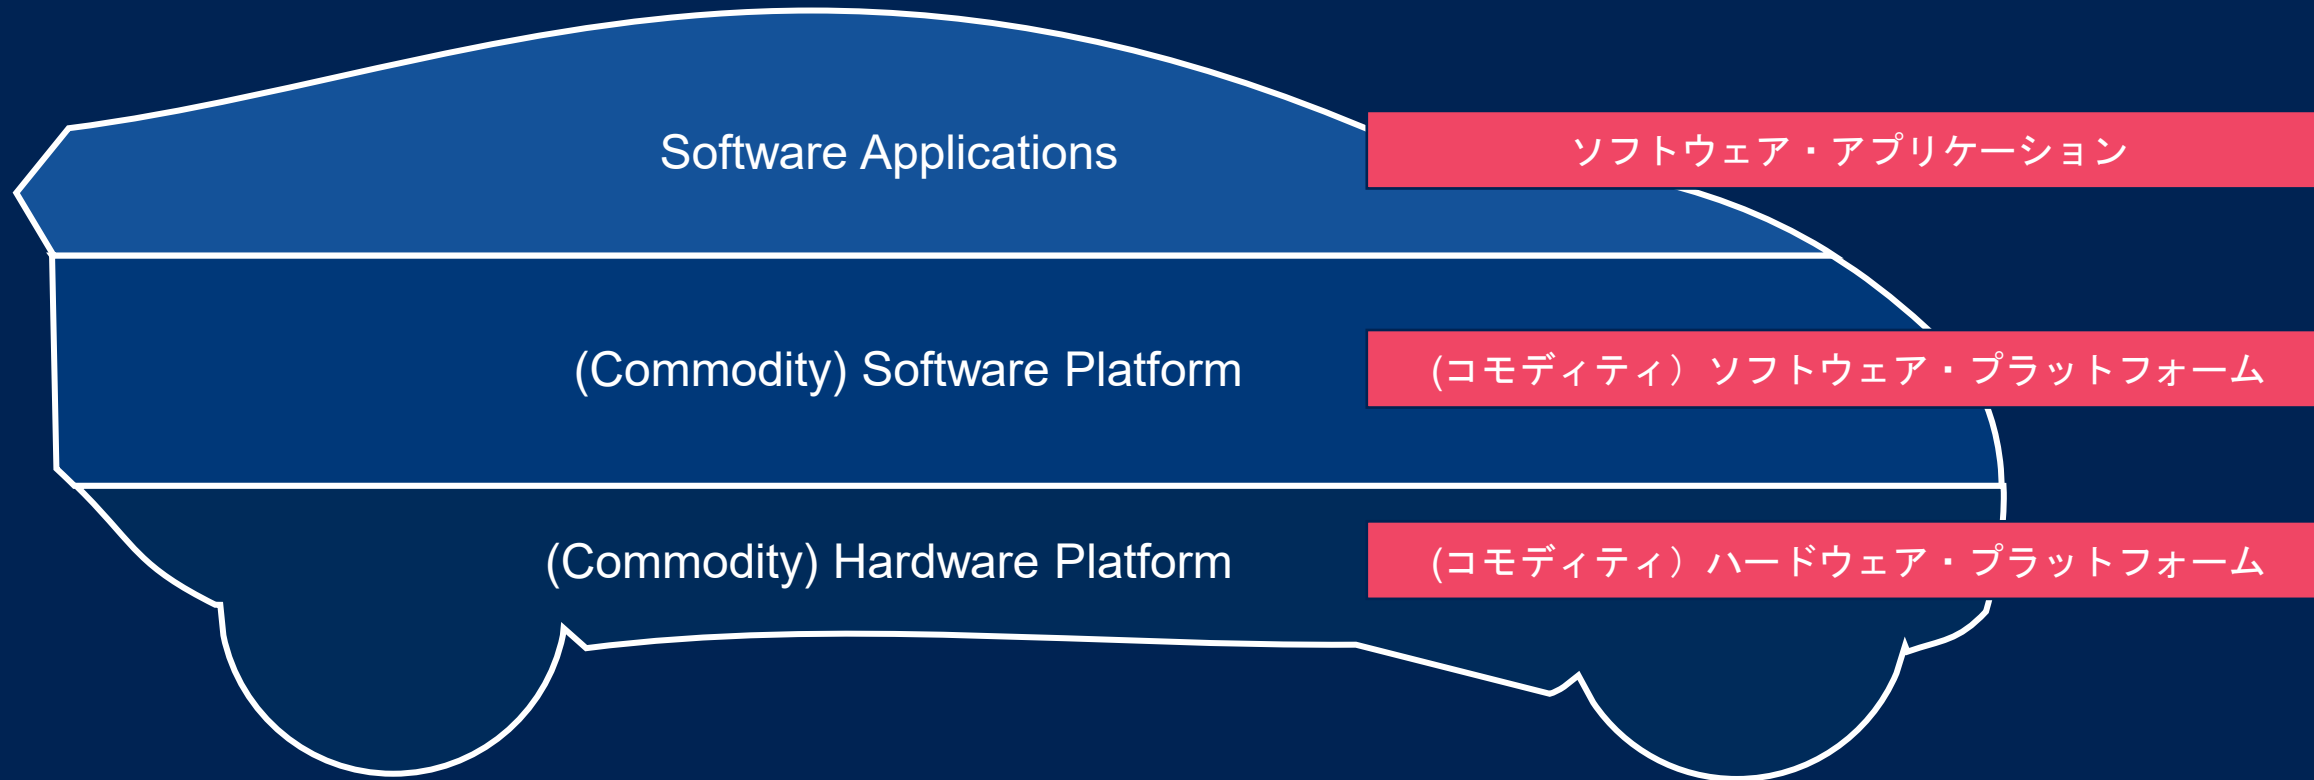 Software Applications
ソフトウェア・アプリケーション
(Commodity) Software Platform
(コモディティ）ソフトウェア・プラットフォーム
(Commodity) Hardware Platform
(コモディティ）ハードウェア・プラットフォーム